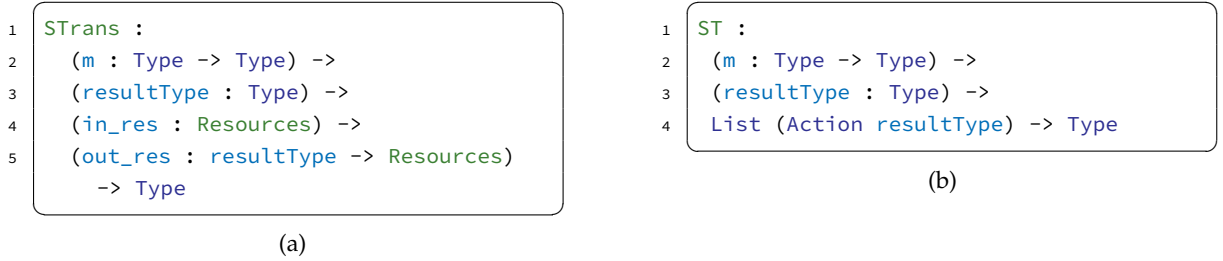 1 STrans :
2 (m : Type -> Type) ->
3 (resultType : Type) ->
4 (in_res : Resources) ->
5 (out_res : resultType -> Resources)
-> Type
(a)
1 ST :
2 (m : Type -> Type) ->
3 (resultType : Type) ->
4 List (Action resultType) -> Type
(b)